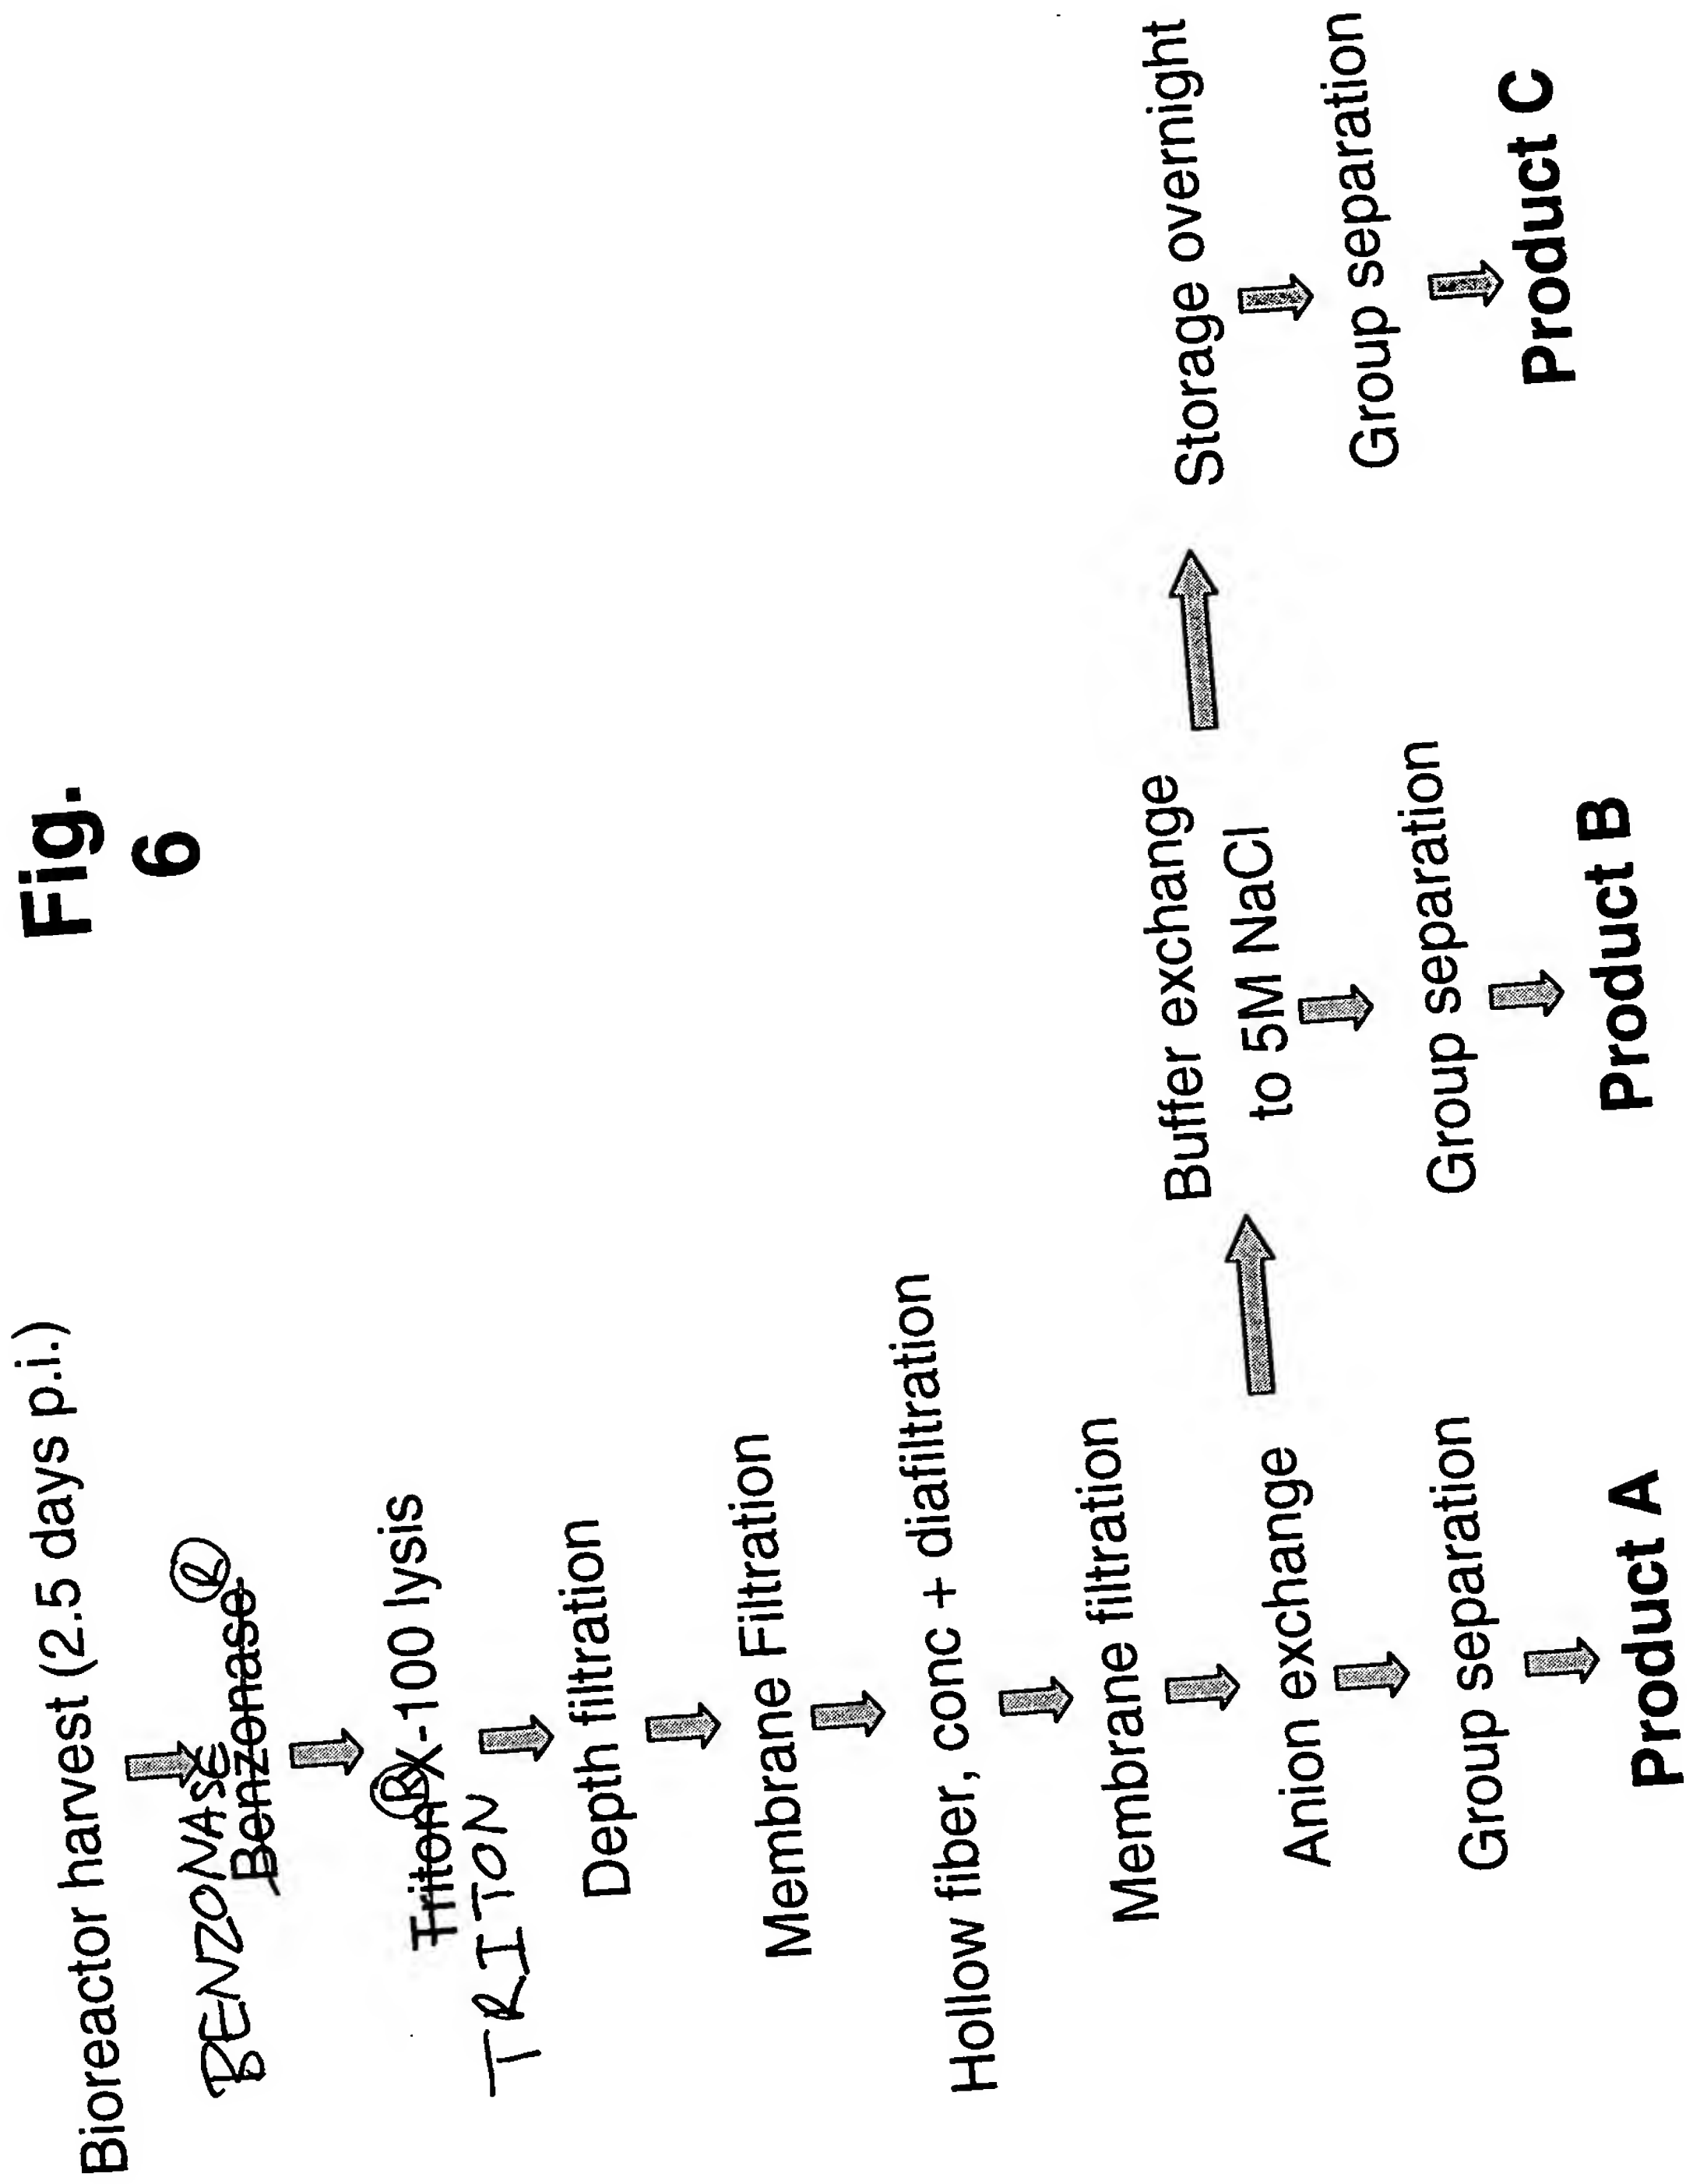 Fig.
6
Bioreactor harvest (2.5 days p.i.)
BENZONASE ®
Benzonase
Triton ® X-100 lysis
TRITON
Depth filtration
Membrane Filtration
Hollow fiber, conc + diafiltration
Membrane filtration
Anion exchange
Group separation
Product A
Buffer exchange
to 5M NaCl
Group separation
Product B
Storage overnight
Group separation
Product C